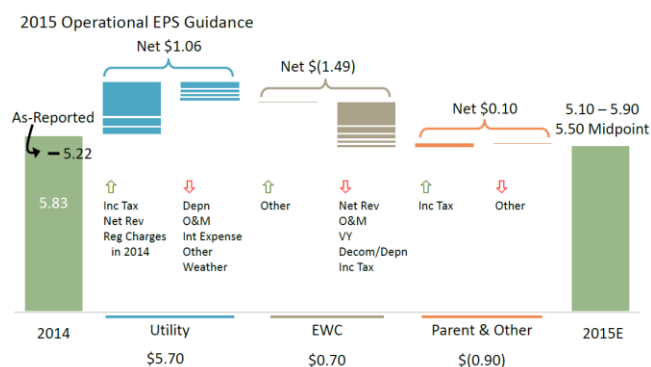 2015 Operational EPS Guidance
Net $1.06
Net $(1.49)
Net $0.10
5.10 – 5.90
5.50 Midpoint
As-Reported
5.22
5.83
Inc Tax
Net Rev
Reg Charges
in 2014
Depn
O&M
Int Expense
Other
Weather
Other
Net Rev
O&M
VY
Decom/Depn
Inc Tax
Inc Tax
Other
2014
Utility
EWC
Parent & Other
2015E
$5.70
$0.70
$(0.90)